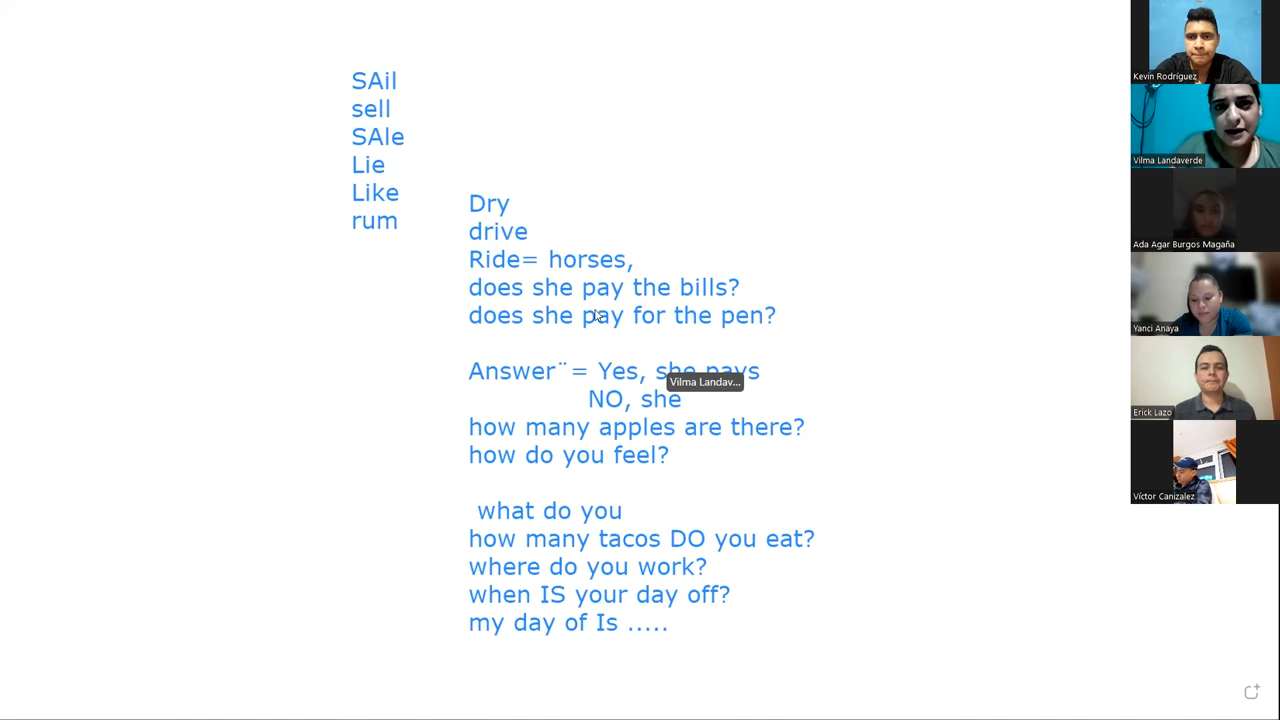 SAil
sell
SAle
Lie
Like
rum
Dry
drive
Ride= horses,
does she pay the bills?
does she pay for the pen?
Answer¨= Yes, she pays
NO, she
how many apples are there?
how do you feel?
what do you
how many tacos DO you eat?
where do you work?
when IS your day off?
my day of Is .....
Vilma Landav...
Kevin Rodríguez
Vilma Landaverde
Ada Agar Burgos Magaña
Yanci Anaya
Erick Lazo
Víctor Canizalez